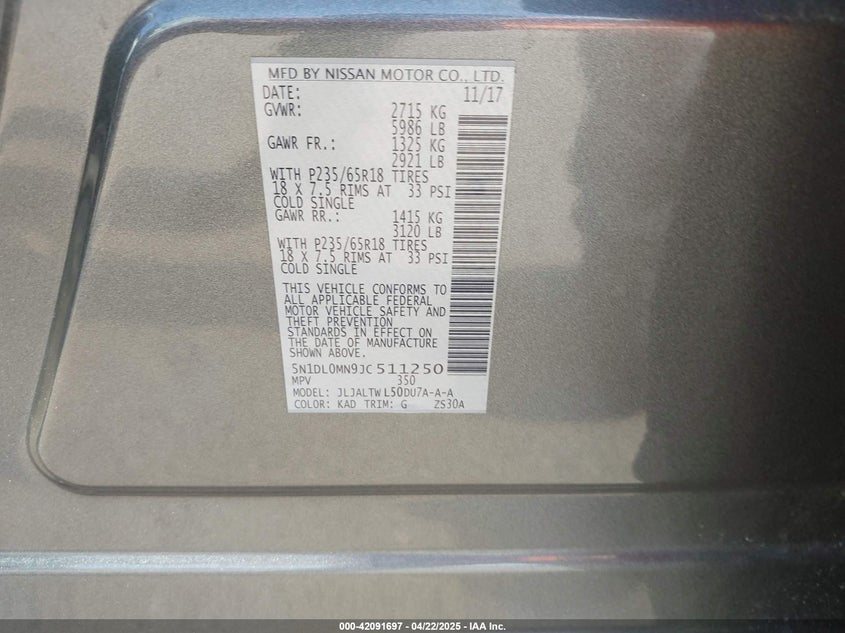 MFD BY NISSAN MOTOR CO., LTD.
DATE: 11/17
GVWR: 2715 KG
5986 LB
GAWR FR.: 1325 KG
2921 LB
WITH P235/65R18 TIRES
18 X 7.5 RIMS AT 33 PSI
COLD SINGLE
GAWR RR.: 1415 KG
3120 LB
WITH P235/65R18 TIRES
18 X 7.5 RIMS AT 33 PSI
COLD SINGLE
THIS VEHICLE CONFORMS TO
ALL APPLICABLE FEDERAL
MOTOR VEHICLE SAFETY AND
THEFT PREVENTION
STANDARDS IN EFFECT ON
THE DATE OF MANUFACTURE
SHOWN ABOVE.
5N1DL0MN9JC511250
MPV 350
MODEL: JLJALTWL50DU7A-A-A
COLOR: KAD TRIM: G ZS30A
000-42091697 - 04/22/2025 - IAA Inc.